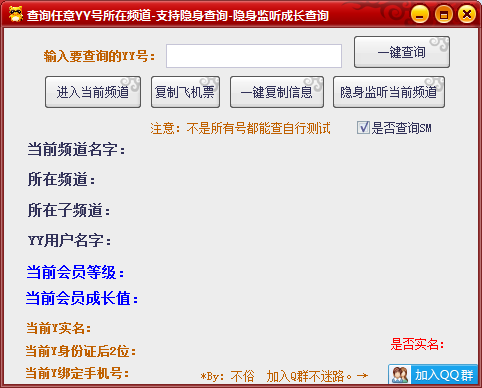 查询任意YY号所在频道-支持隐身查询-隐身监听成长查询
输入要查询的YY号： 一键查询
进入当前频道 复制飞机票 一键复制信息 隐身监听当前频道
注意：不是所有号都能查自行测试 是否查询SM
当前频道名字：
所在频道：
所在子频道：
YY用户名字：
当前会员等级：
当前会员成长值：
当前Y实名：
是否实名：
当前Y身份证后2位：
当前Y绑定手机号： *By：不俗 加入Q群不迷路。→ 加入QQ群